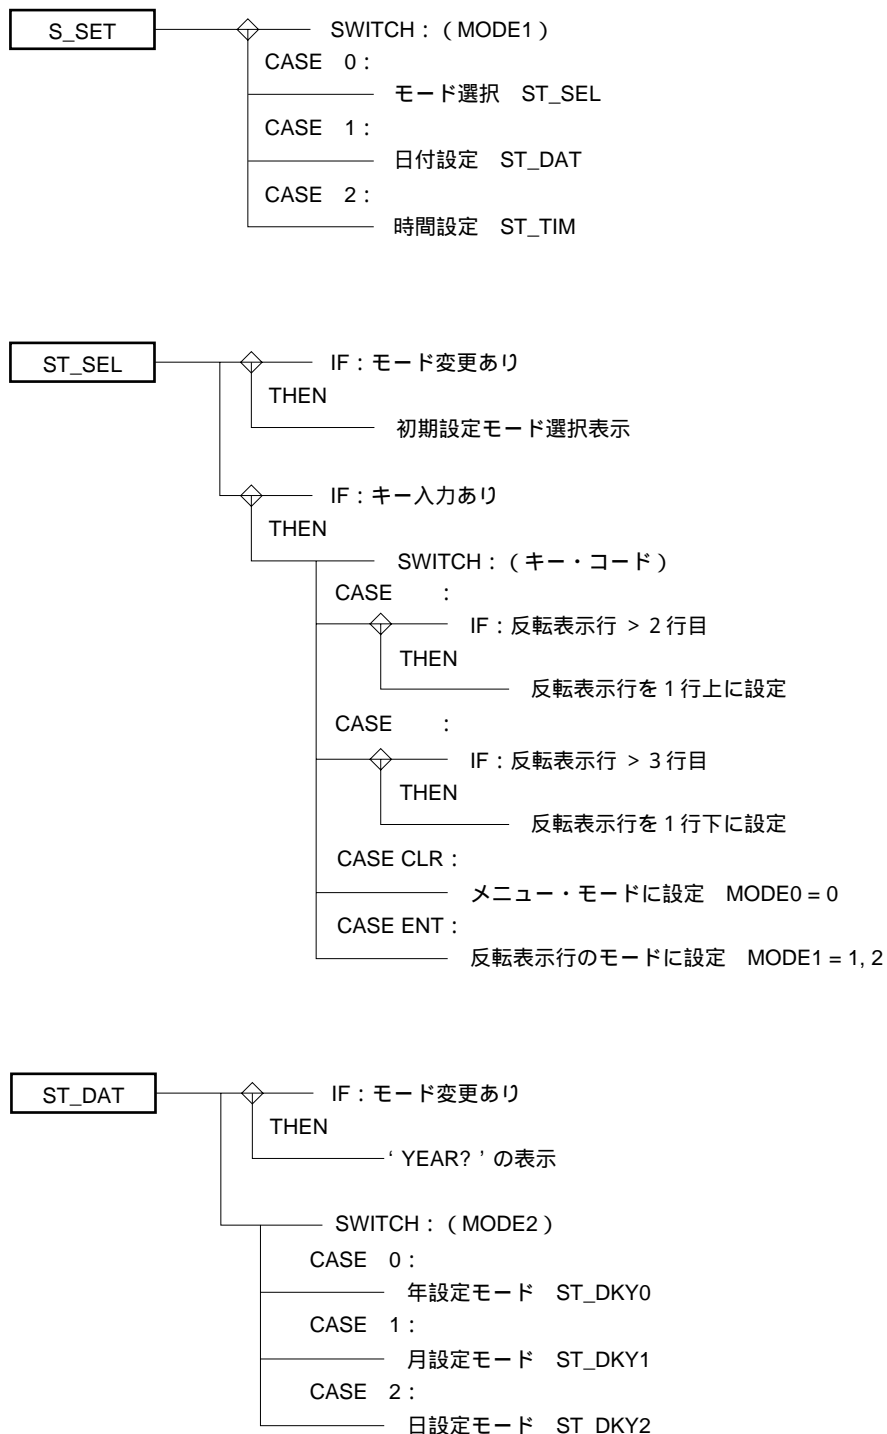 S_SET SWITCH：（MODE1）
CASE 0：
モード選択 ST_SEL
CASE 1：
日付設定 ST_DAT
CASE 2：
時間設定 ST_TIM
ST_SEL IF：モード変更あり
THEN
初期設定モード選択表示
IF：キー入力あり
THEN
SWITCH：（キー・コード）
CASE ：
IF：反転表示行 > 2行目
THEN
反転表示行を1行上に設定
CASE ：
IF：反転表示行 > 3行目
THEN
反転表示行を1行下に設定
CASE CLR：
メニュー・モードに設定 MODE0 = 0
CASE ENT：
反転表示行のモードに設定 MODE1 = 1, 2
ST_DAT IF：モード変更あり
THEN
‘YEAR?’の表示
SWITCH：（MODE2）
CASE 0：
年設定モード ST_DKY0
CASE 1：
月設定モード ST_DKY1
CASE 2：
日設定モード ST_DKY2